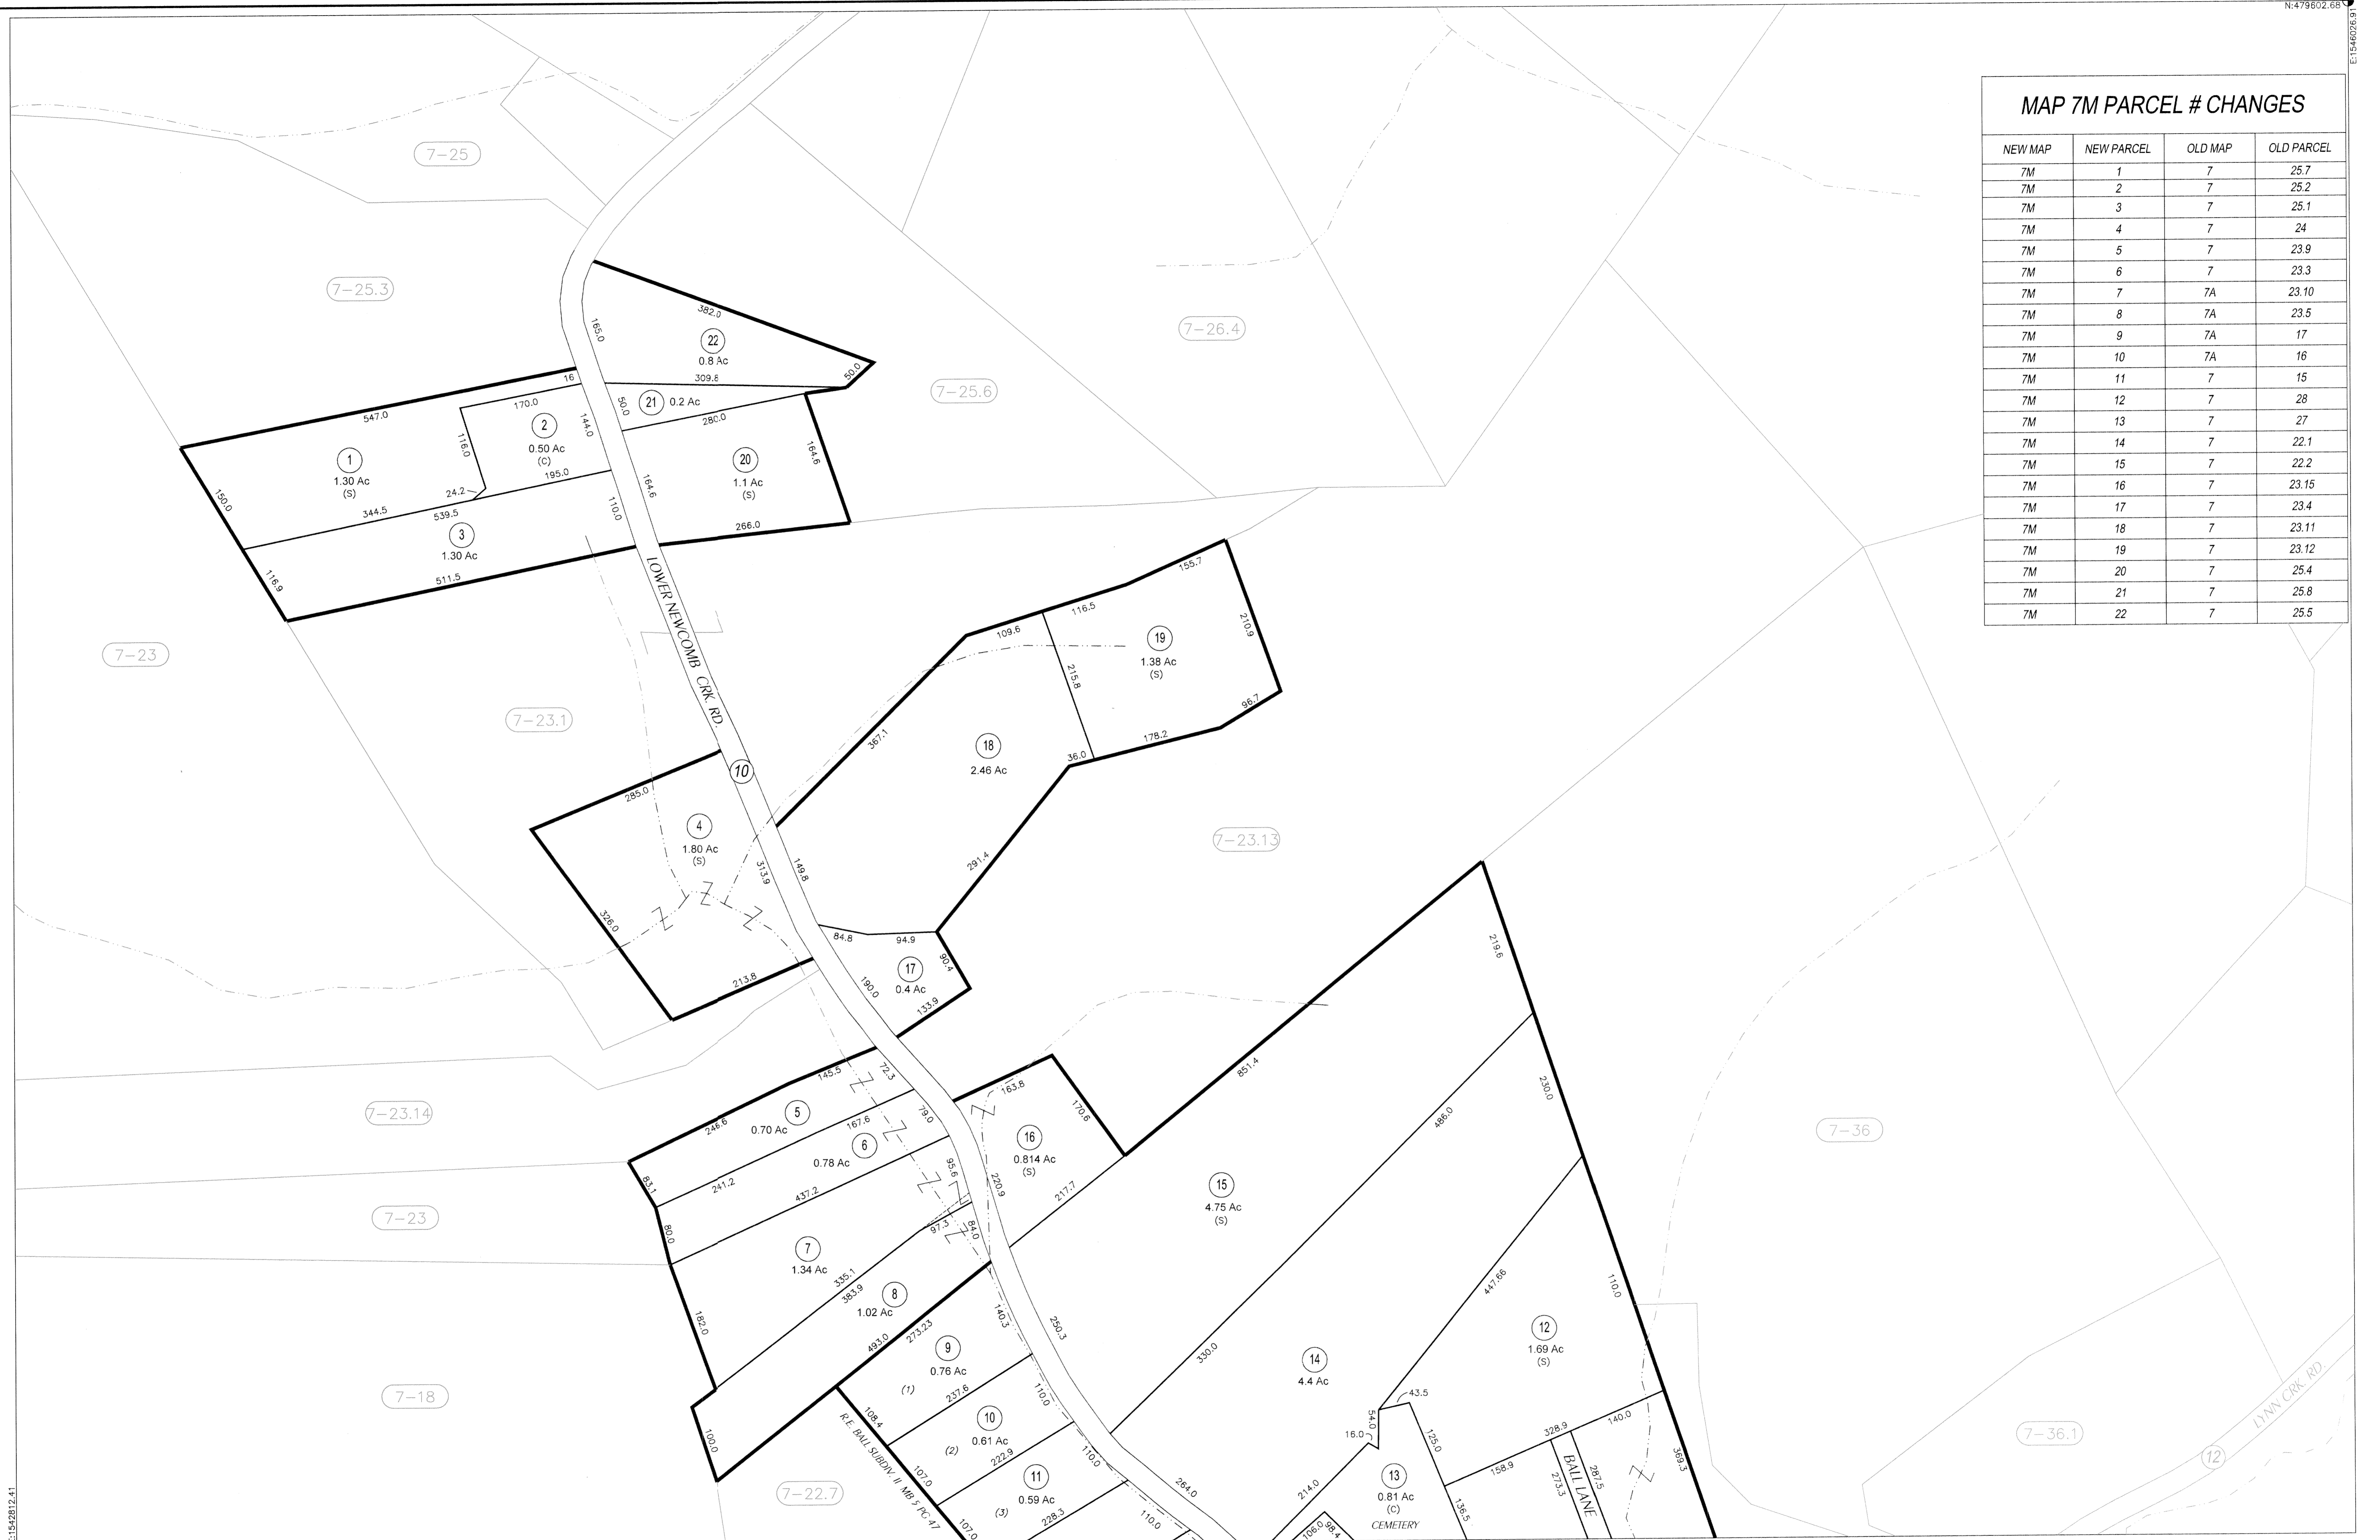 N:479602.68
E:1546026.91
MAP 7M PARCEL # CHANGES
NEW MAP NEW PARCEL OLD MAP OLD PARCEL
7M 1 7 25.7
7M 2 7 25.2
7M 3 7 25.1
7M 4 7 24
7M 5 7 23.9
7M 6 7 23.3
7M 7 7A 23.10
7M 8 7A 23.5
7M 9 7A 17
7M 10 7A 16
7M 11 7 15
7M 12 7 28
7M 13 7 27
7M 14 7 22.1
7M 15 7 22.2
7M 16 7 23.15
7M 17 7 23.4
7M 18 7 23.11
7M 19 7 23.12
7M 20 7 25.4
7M 21 7 25.8
7M 22 7 25.5
7-25
7-25.3
7-26.4
7-25.6
382.0
165.0
22
0.8 Ac
50.0
309.8
16
547.0
170.0
144.0
116.0
2
0.50 Ac
(C)
50.0
21
0.2 Ac
280.0
1
1.30 Ac
(S)
195.0
24.2
150.0
344.5
539.5
110.0
164.6
20
1.1 Ac
(S)
164.6
266.0
3
1.30 Ac
116.9
511.5
LOWER NEWCOMB CRK. RD.
10
7-23
7-23.1
155.7
116.5
109.6
19
1.38 Ac
(S)
210.9
215.8
96.7
178.2
36.0
367.1
18
2.46 Ac
291.4
149.8
7-23.13
285.0
4
1.80 Ac
(S)
313.9
326.0
213.8
84.8
94.9
17
0.4 Ac
90.4
190.0
133.9
7-23.14
145.5
72.3
246.6
5
0.70 Ac
83.1
167.6
79.0
6
0.78 Ac
241.2
80.0
437.2
95.6
163.8
170.6
16
0.814 Ac
(S)
220.9
217.7
7-23
7
1.34 Ac
97.3
84.0
335.1
383.9
182.0
8
1.02 Ac
493.0
273.23
100.0
7-18
140.3
9
0.76 Ac
(1)
237.6
108.4
110.0
10
0.61 Ac
(2)
222.9
107.0
110.0
11
0.59 Ac
(3)
228.3
107.0
110.0
R.E. BALL SUBDIV. II MB 5 PG 47
7-22.7
851.4
219.6
15
4.75 Ac
(S)
250.3
486.0
230.0
330.0
14
4.4 Ac
447.66
12
1.69 Ac
(S)
110.0
264.0
43.5
54.0
16.0
125.0
214.0
13
0.81 Ac
(C)
CEMETERY
106.0
98.4
136.5
328.9
140.0
158.9
BALL LANE
273.3
287.5
369.3
7-36
7-36.1
LYNN CRK. RD.
12
:1542812.41